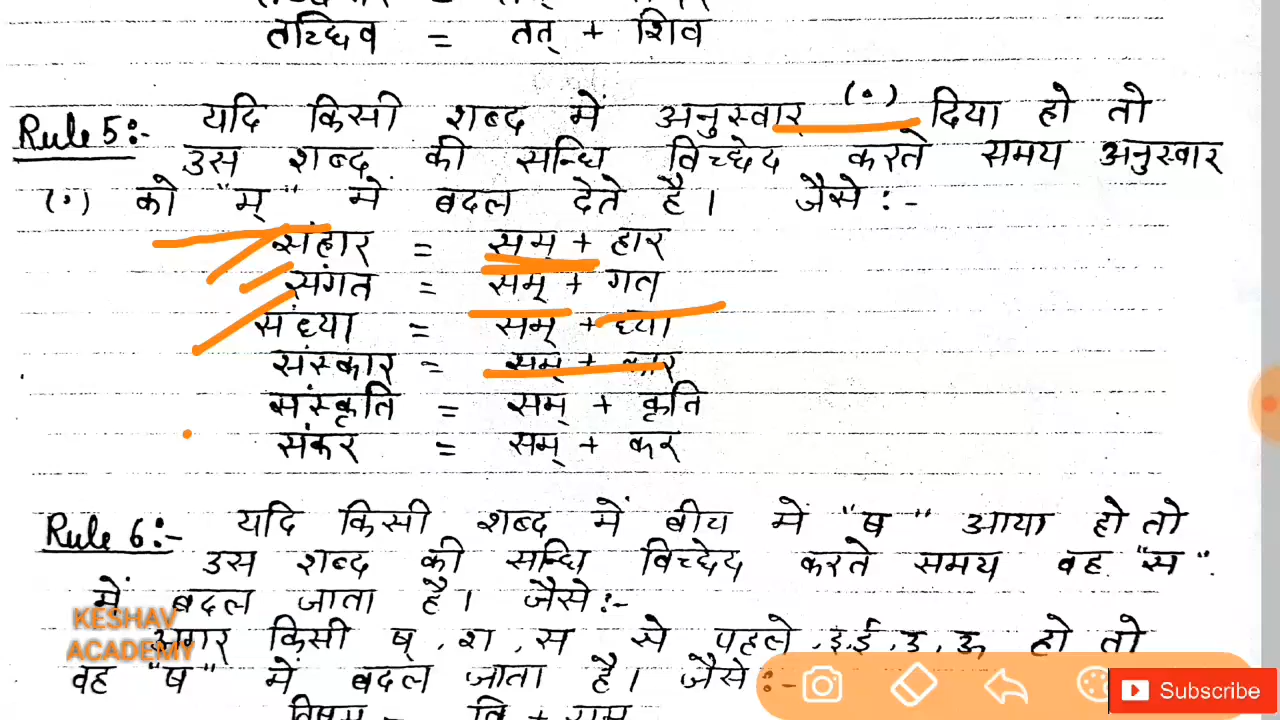 तच्छिव = तत् + शिव
Rule 5:- यदि किसी शब्द में अनुस्वार (ं) दिया हो तो
उस शब्द की सन्धि विच्छेद करते समय अनुस्वार
(ं) को "म्" में बदल देते है। जैसे:-
संहार = सम् + हार
संगत = सम् + गत
संध्या = सम् + ध्या
संस्कार = सम् + कार
संस्कृति = सम् + कृति
संकर = सम् + कर
Rule 6:- यदि किसी शब्द में बीच में "ष" आया हो तो
उस शब्द की सन्धि विच्छेद करते समय वह "स"
में बदल जाता है। जैसे:-
अगर किसी ष्, श, स से पहले इ, ई, उ, ऊ हो तो
वह "ष" में बदल जाता है। जैसे:-
KESHAV
ACADEMY
Subscribe